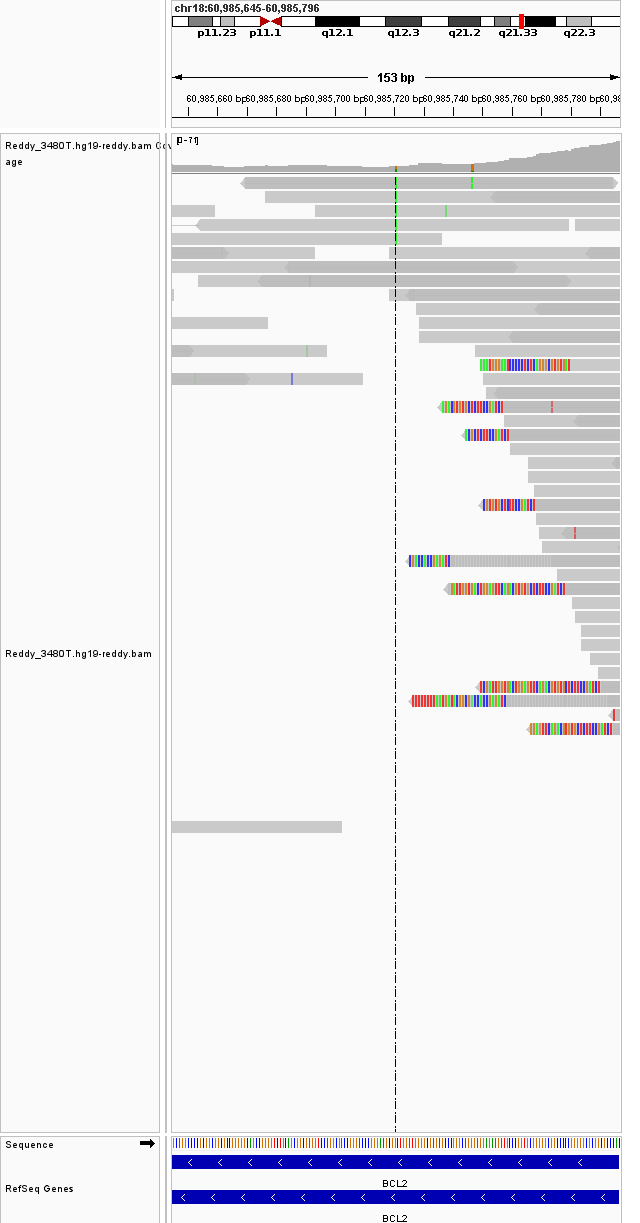 chr18:60,985,645-60,985,796
p11.23 p11.1 q12.1 q12.3 q21.2 q21.33 q22.3
153 bp
60,985,660 bp 60,985,680 bp 60,985,700 bp 60,985,720 bp 60,985,740 bp 60,985,760 bp 60,985,780 bp 60,98
Reddy_3480T.hg19-reddy.bam Cov
age
[0-71]
Reddy_3480T.hg19-reddy.bam
Sequence
BCL2
RefSeq Genes
BCL2